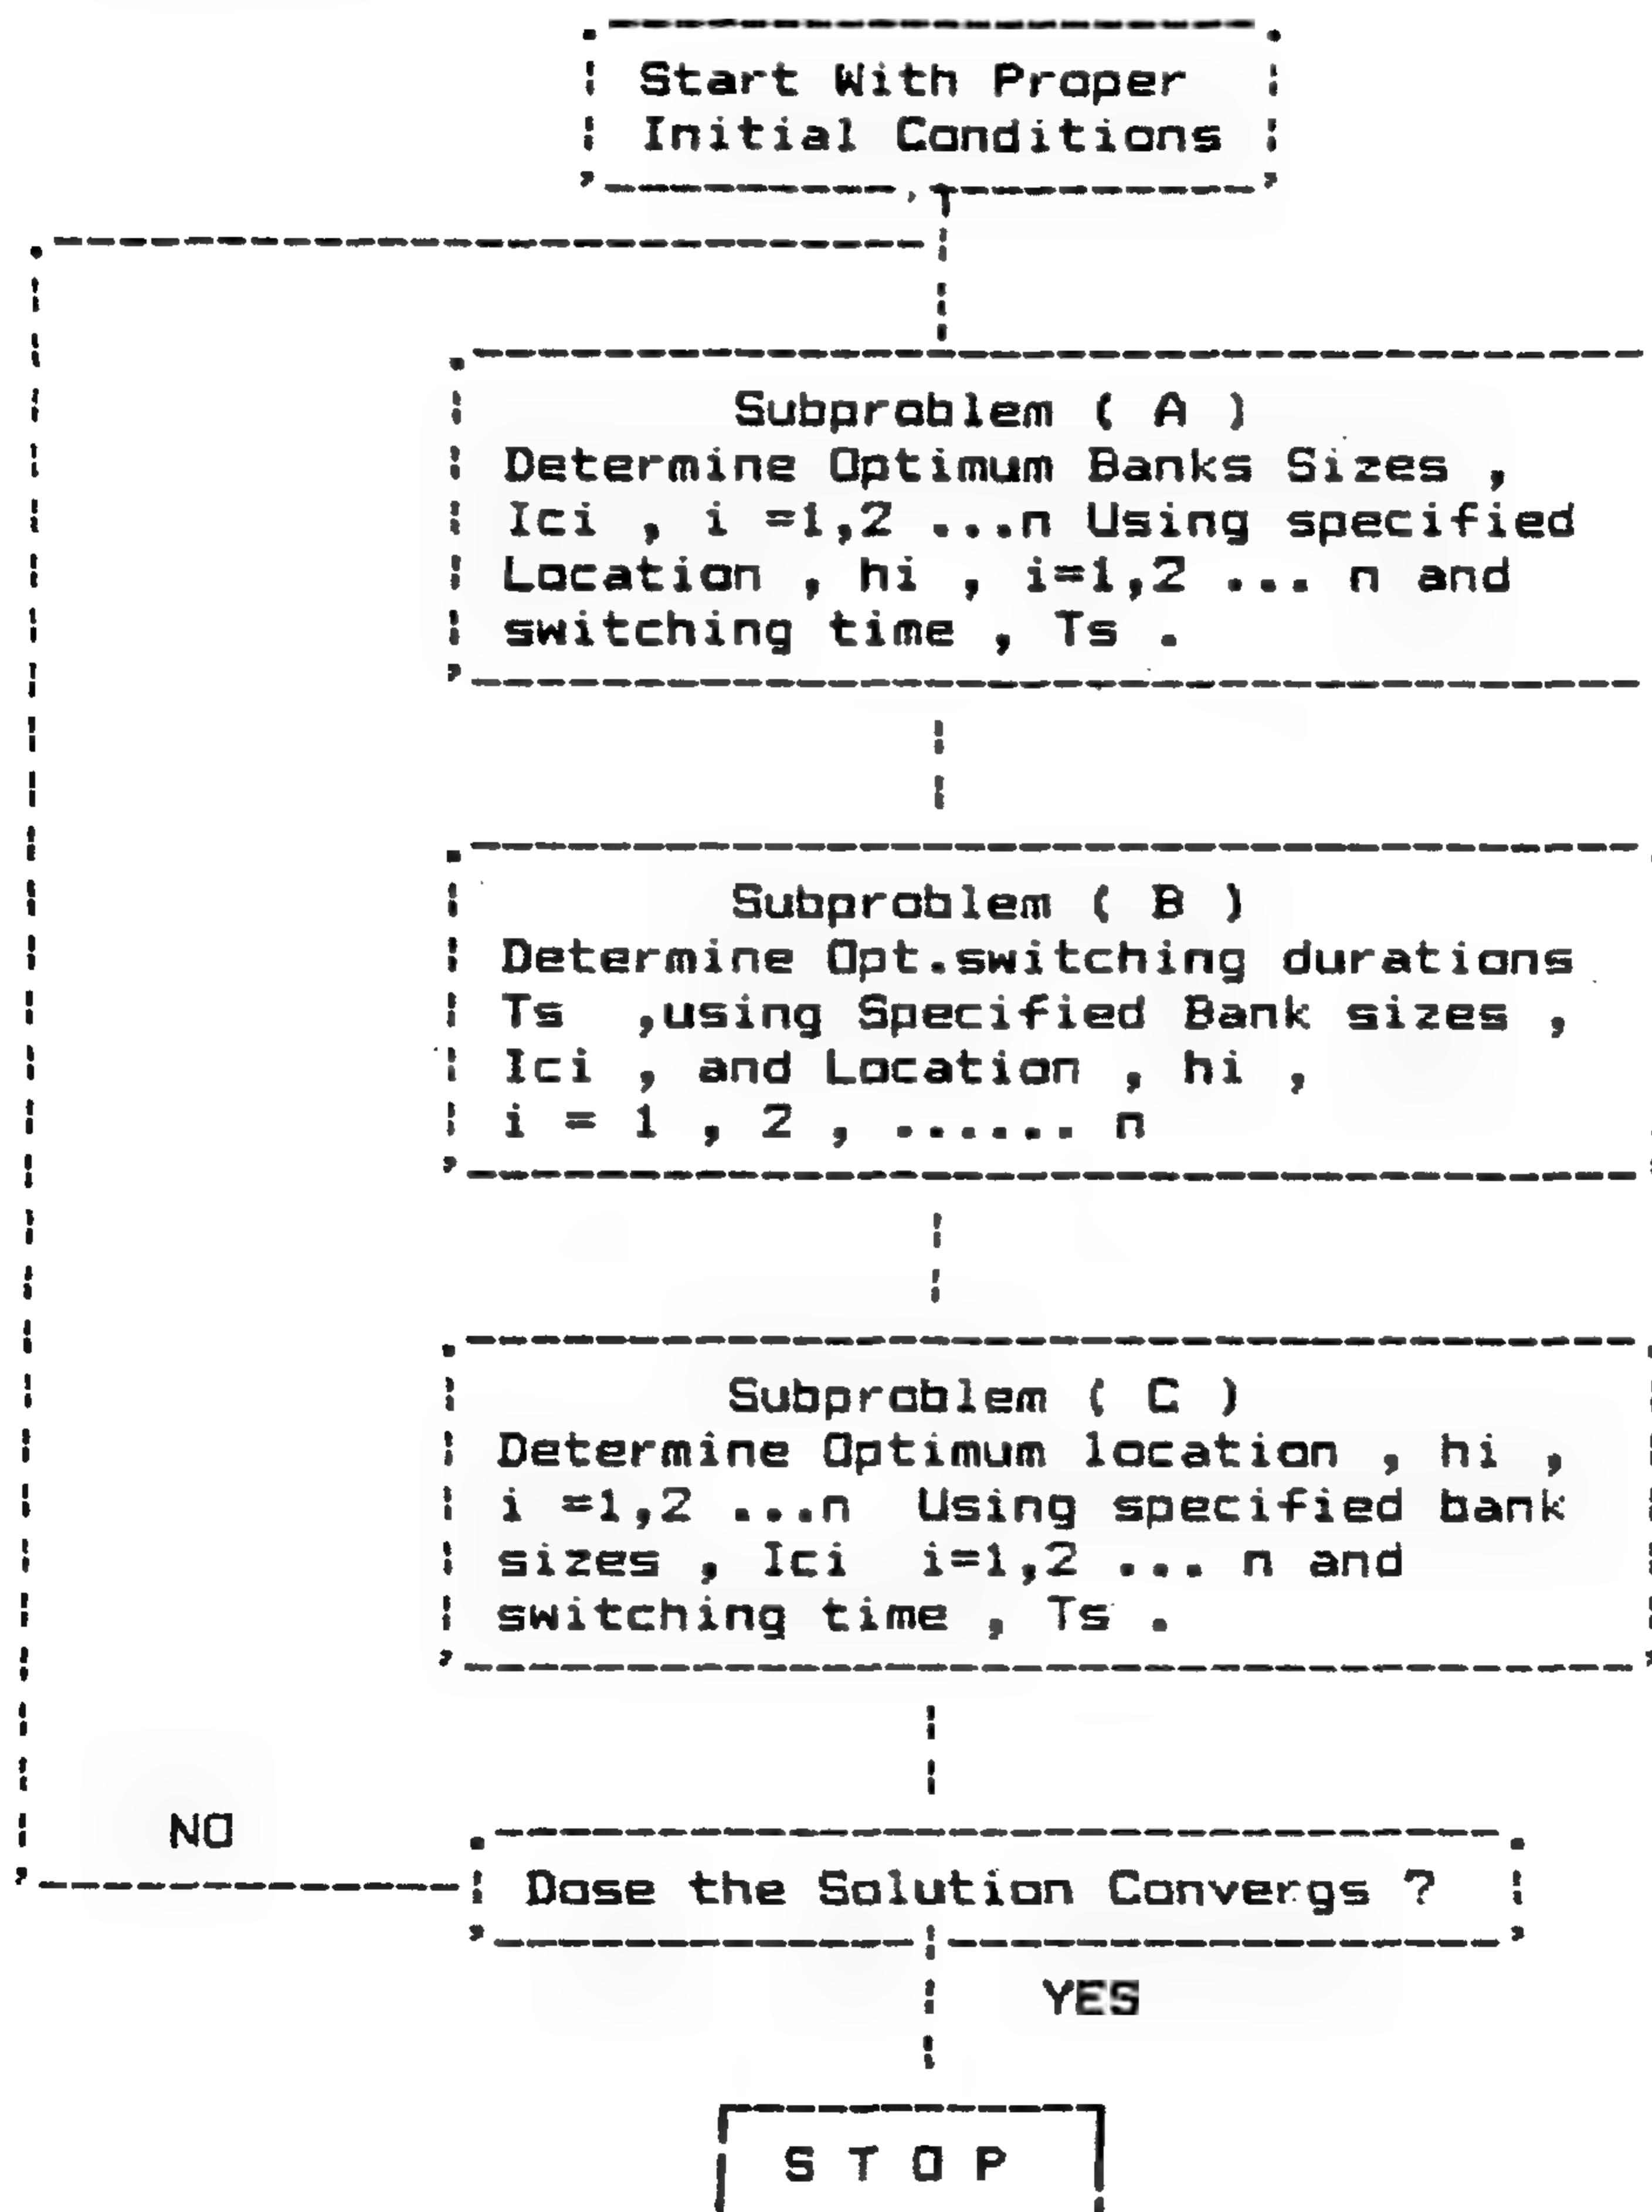 Start With Proper
Initial Conditions
Subproblem ( A )
Determine Optimum Banks Sizes ,
Ici , i =1,2 ...n Using specified
Location , hi , i=1,2 ... n and
switching time , Ts .
Subproblem ( B )
Determine Opt.switching durations
Ts ,using Specified Bank sizes ,
Ici , and Location , hi ,
i = 1 , 2 , ...... n
Subproblem ( C )
Determine Optimum location , hi ,
i =1,2 ...n Using specified bank
sizes , Ici i=1,2 ... n and
switching time , Ts .
NO
Dose the Solution Convergs ?
YES
S T O P